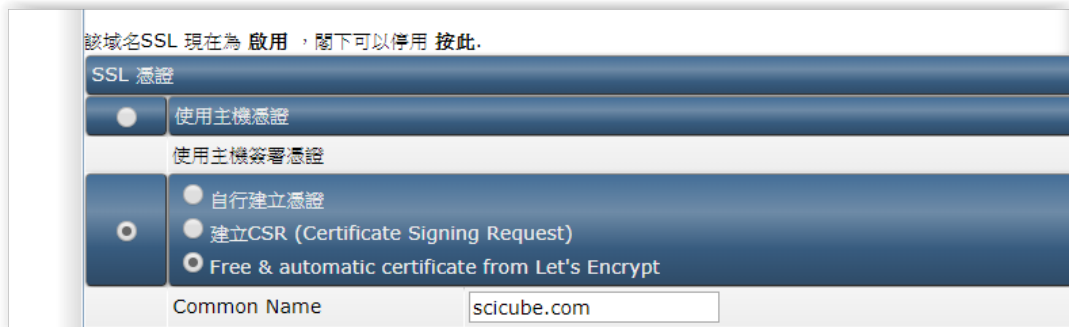 該域名SSL 現在為 啟用 ，閣下可以停用 按此.
SSL 憑證
使用主機憑證
使用主機簽署憑證
自行建立憑證
建立CSR (Certificate Signing Request)
Free & automatic certificate from Let's Encrypt
Common Name scicube.com